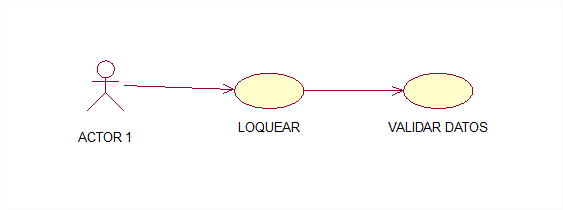 ACTOR 1
LOQUEAR
VALIDAR DATOS